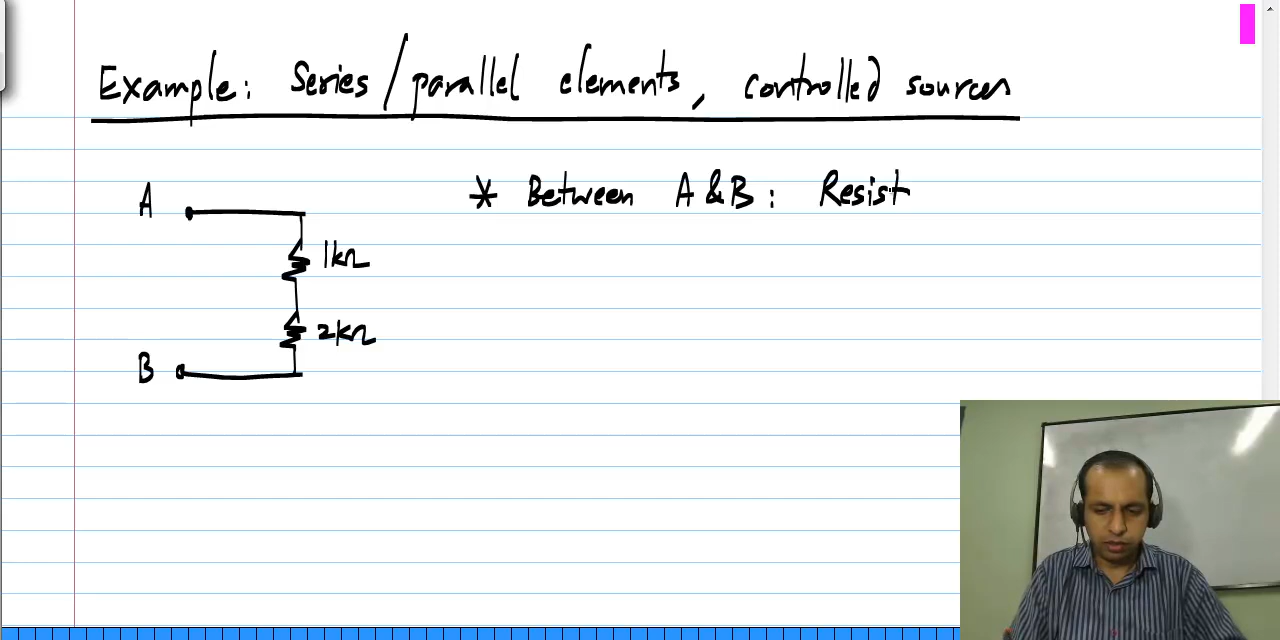 Example: Series/parallel elements, controlled sources
A
* Between A & B: Resist
1kΩ
2kΩ
B